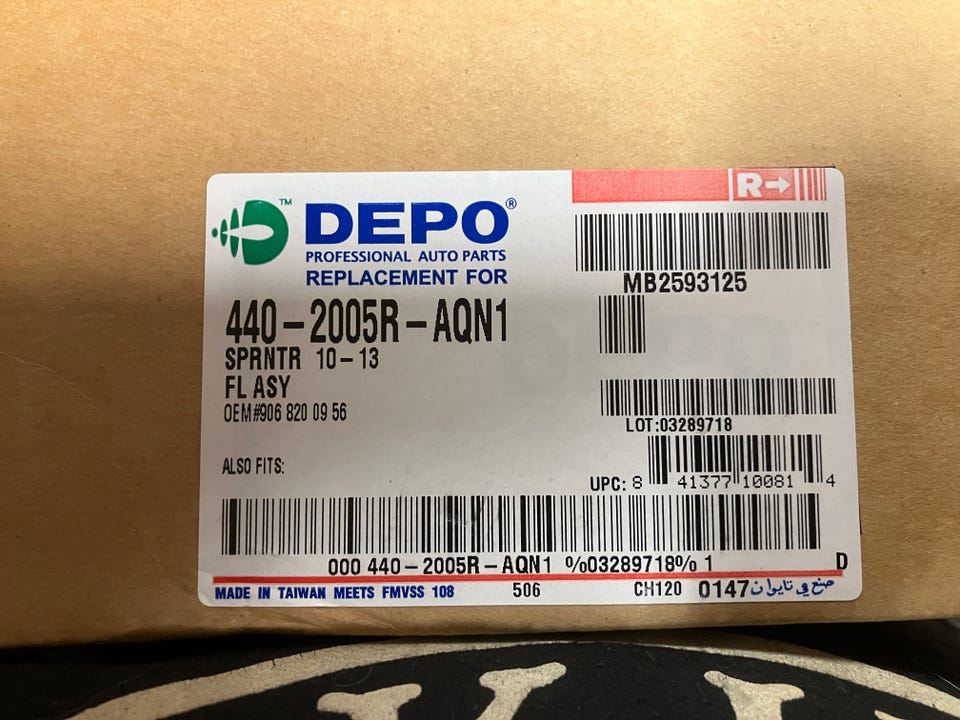 ™ DEPO®
PROFESSIONAL AUTO PARTS
REPLACEMENT FOR
440-2005R-AQN1
SPRNTR 10-13
FL ASY
OEM#906 820 09 56
ALSO FITS:
R→
MB2593125
LOT:03289718
UPC: 8 41377 10081 4
000 440-2005R-AQN1 %03289718% 1
D
MADE IN TAIWAN MEETS FMVSS 108 506 CH120 0147 صنع في تايوان